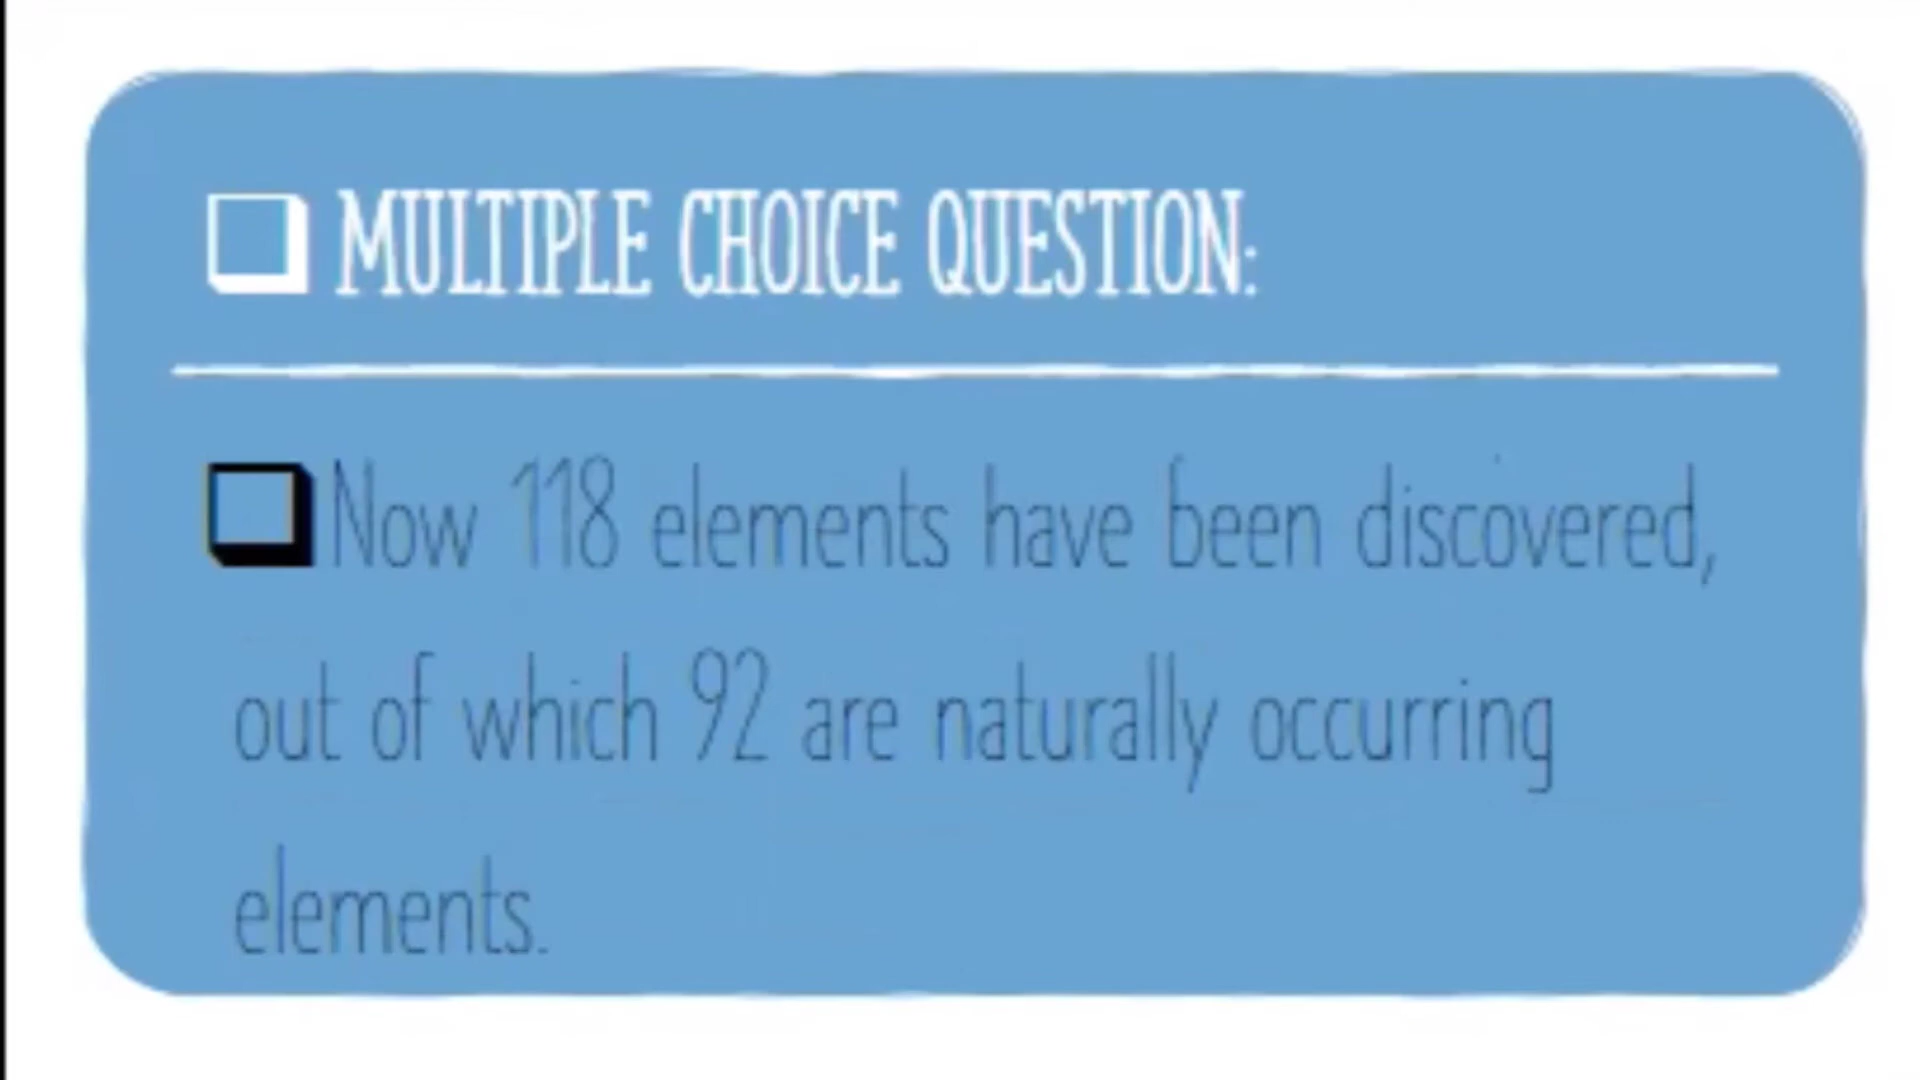 MULTIPLE CHOICE QUESTION:
Now 118 elements have been discovered,
out of which 92 are naturally occurring
elements.